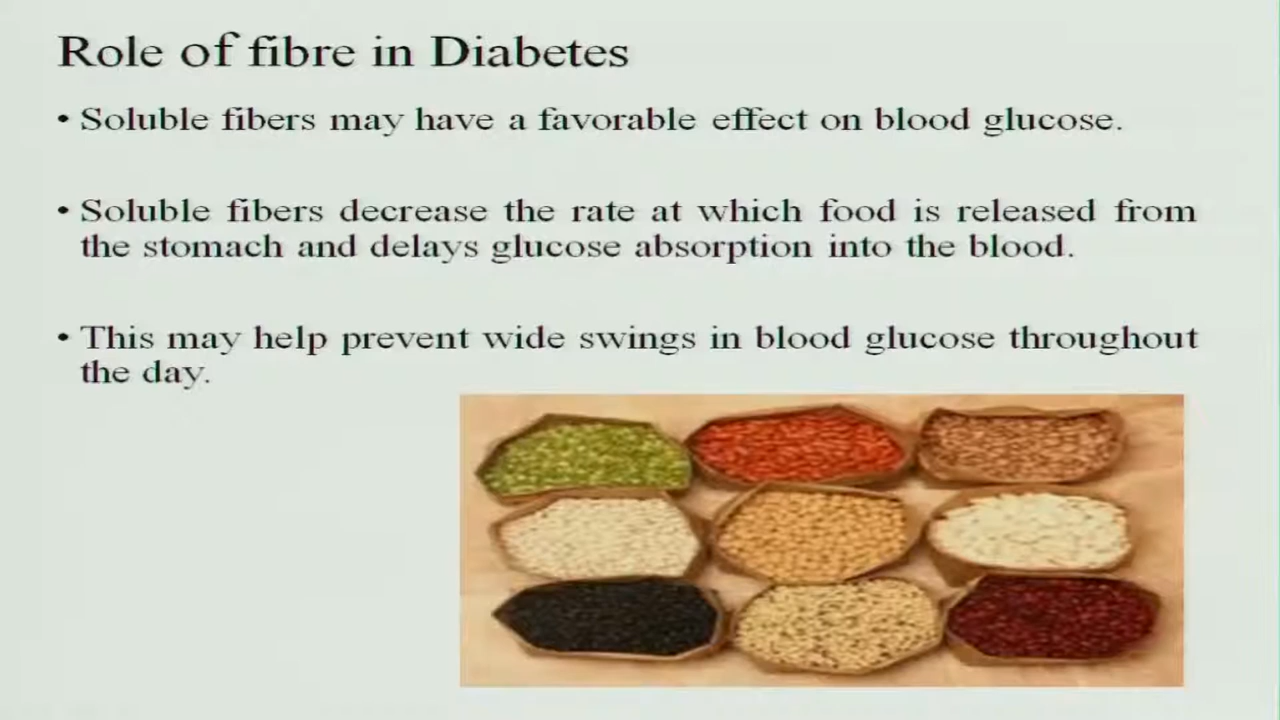 Role of fibre in Diabetes
• Soluble fibers may have a favorable effect on blood glucose.
• Soluble fibers decrease the rate at which food is released from
the stomach and delays glucose absorption into the blood.
• This may help prevent wide swings in blood glucose throughout
the day.